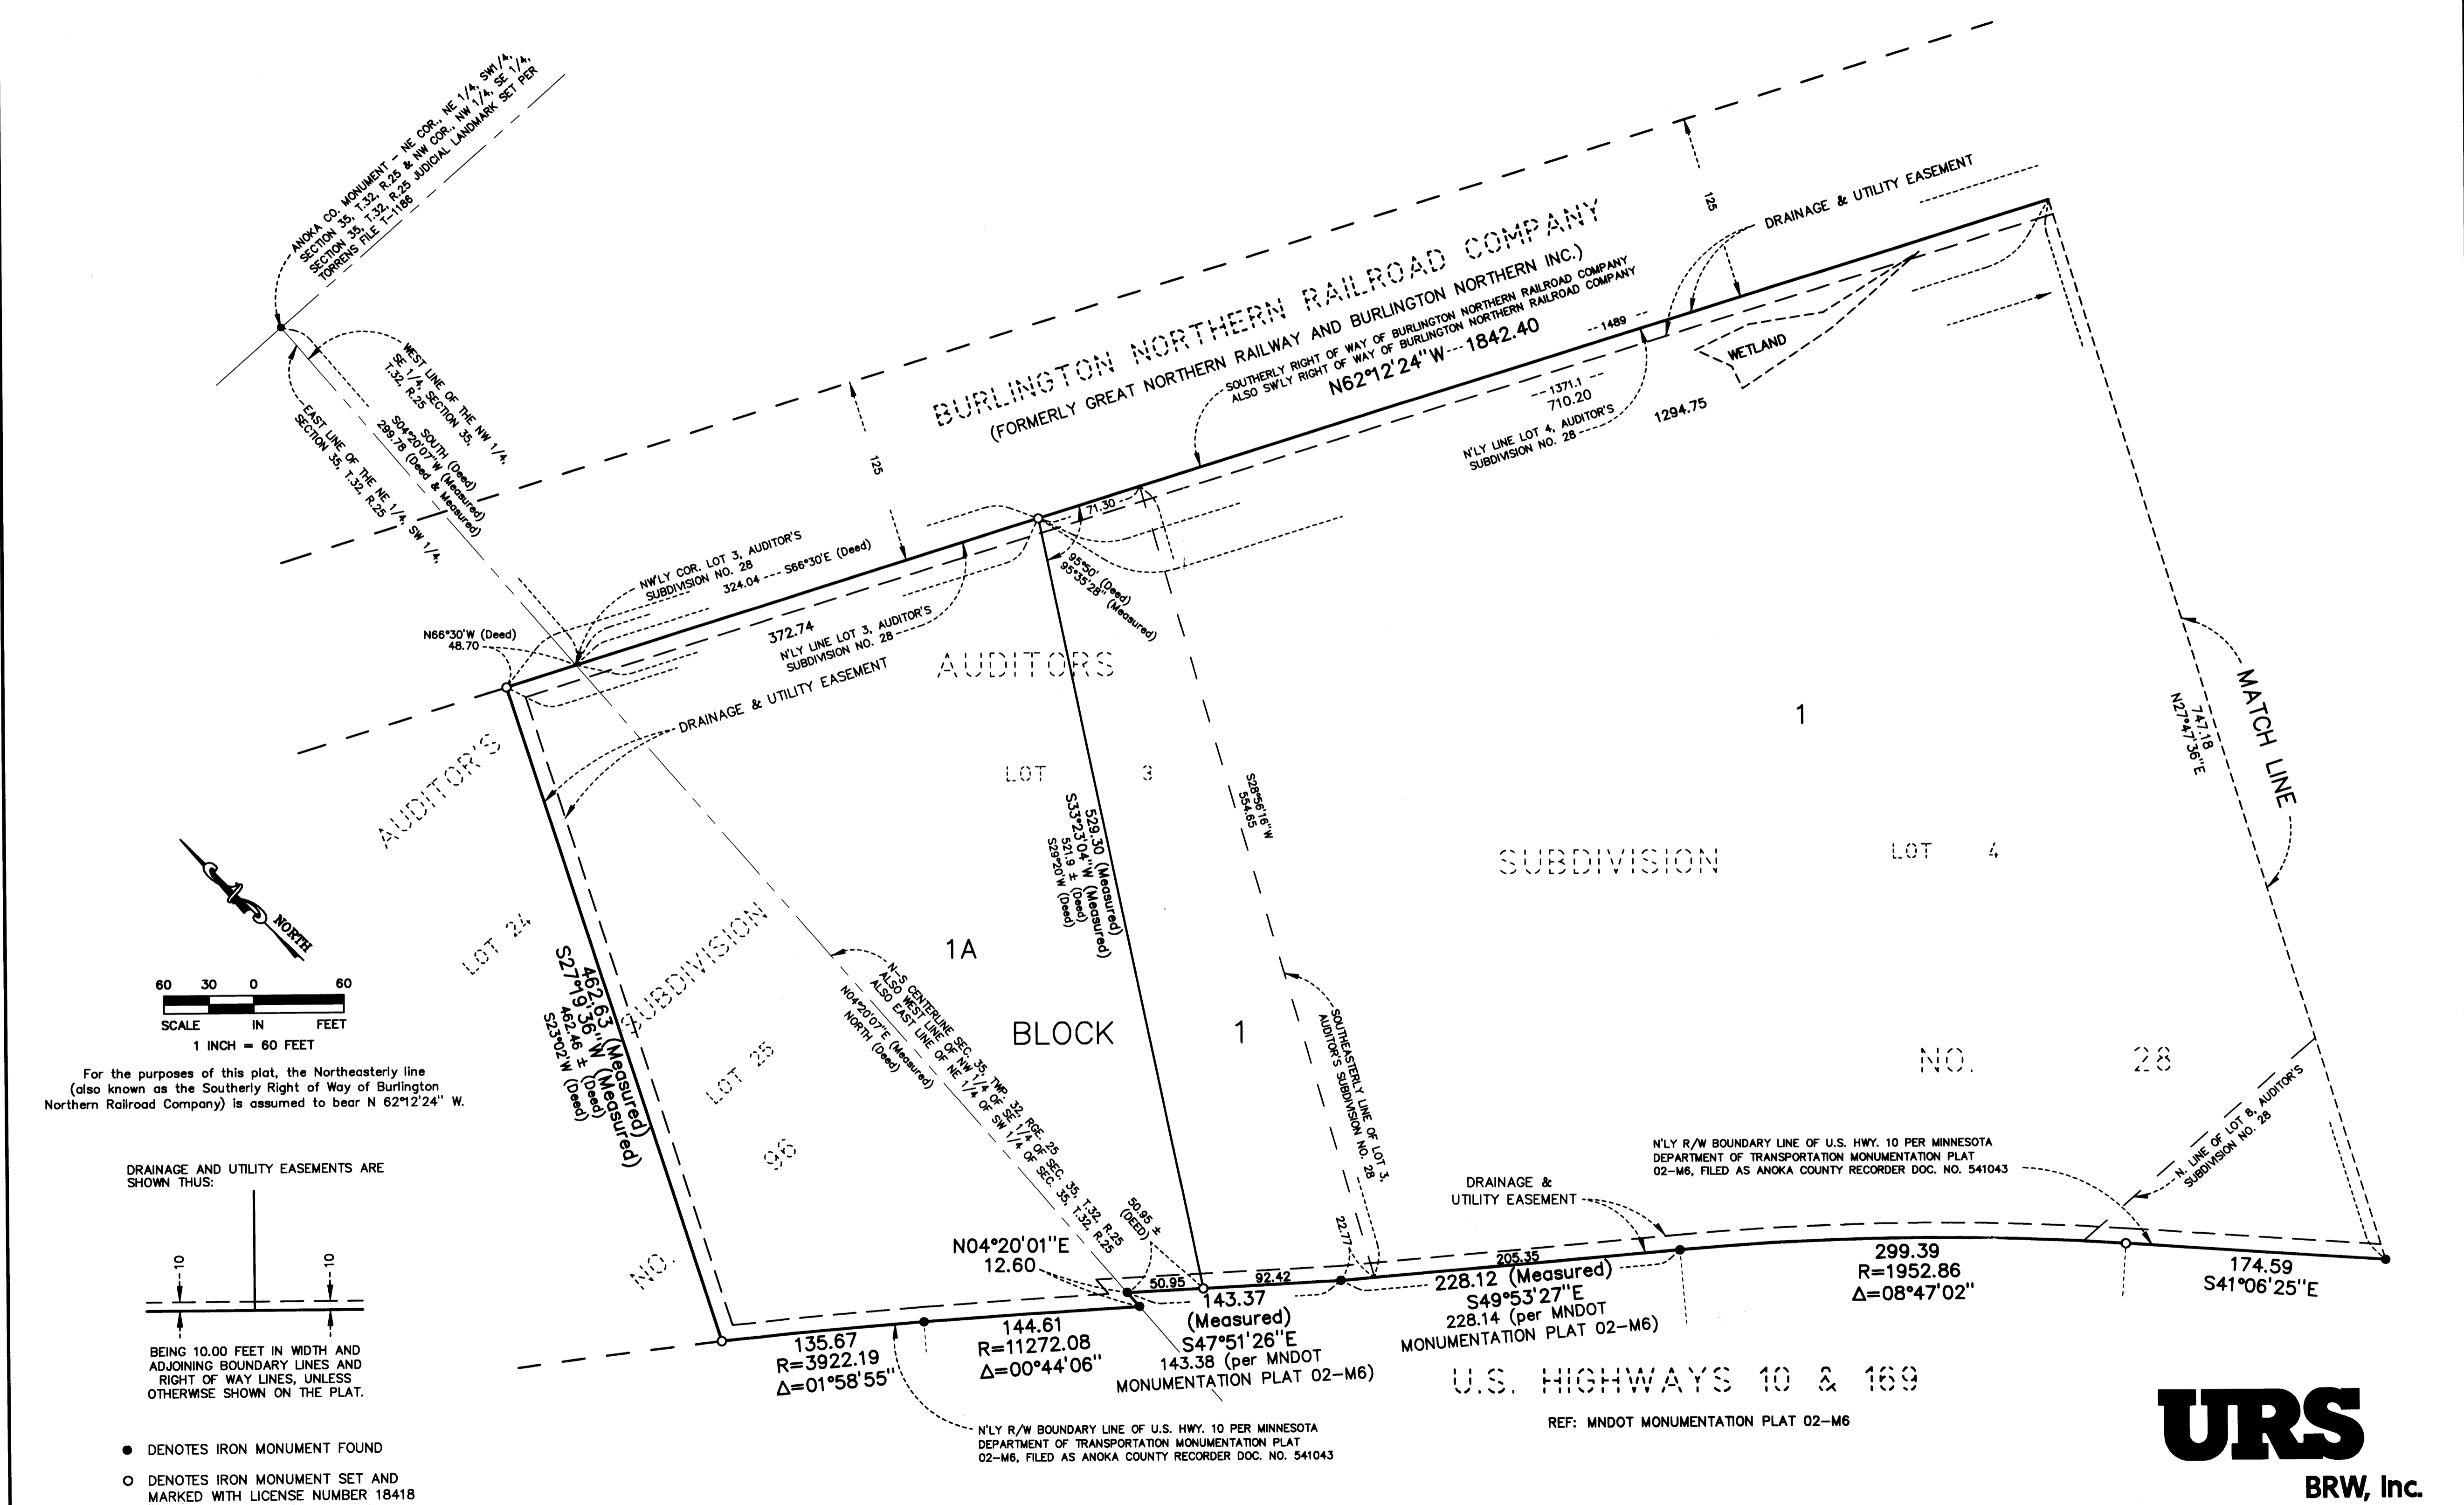 ANOKA CO. MONUMENT - NE COR., NE 1/4, SW1/4,
SECTION 35, T.32, R.25 & NW COR., NW 1/4, SE 1/4,
SECTION 35, T.32, R.25 JUDICIAL LANDMARK SET PER
TORRENS FILE T-1186
WEST LINE OF THE NW 1/4,
SE 1/4, SECTION 35,
T.32, R.25
EAST LINE OF THE NE 1/4, SW 1/4,
SECTION 35, T.32, R.25
SOUTH (Deed)
S04°20'07"W (Measured)
299.78 (Deed & Measured)
BURLINGTON NORTHERN RAILROAD COMPANY
(FORMERLY GREAT NORTHERN RAILWAY AND BURLINGTON NORTHERN INC.)
SOUTHERLY RIGHT OF WAY OF BURLINGTON NORTHERN RAILROAD COMPANY
ALSO SW'LY RIGHT OF WAY OF BURLINGTON NORTHERN RAILROAD COMPANY
N62°12'24"W--- 1842.40
125
125
DRAINAGE & UTILITY EASEMENT
WETLAND
--1489 --
--1371.1 --
710.20
1294.75
N'LY LINE LOT 4, AUDITOR'S
SUBDIVISION NO. 28
71.30
95°50' (Deed)
95°35'28" (Measured)
NW'LY COR. LOT 3, AUDITOR'S
SUBDIVISION NO. 28
324.04 --- S66°30'E (Deed)
N66°30'W (Deed)
48.70
372.74
N'LY LINE LOT 3, AUDITOR'S
SUBDIVISION NO. 28
DRAINAGE & UTILITY EASEMENT
AUDITORS
LOT 3
1
MATCH LINE
747.18
N27°47'36"E
S28°56'16"W
554.65
529.30 (Measured)
S33°23'04"W (Measured)
521.9 ± (Deed)
S29°20'W (Deed)
SUBDIVISION
LOT 4
NO. 28
AUDITOR'S
LOT 24
SUBDIVISION
LOT 25
96
NO.
462.63 (Measured)
S27°19'36"W (Measured)
462.46 ± (Deed)
S23°02'W (Deed)
1A
BLOCK 1
N-S CENTERLINE SEC. 35, TWP. 32, RGE. 25
ALSO WEST LINE OF NW 1/4 OF SE 1/4 OF SEC. 35, T.32, R.25
ALSO EAST LINE OF NE 1/4 OF SW 1/4 OF SEC. 35, T.32, R.25
N04°20'07"E (Measured)
NORTH (Deed)
SOUTHEASTERLY LINE OF LOT 3,
AUDITOR'S SUBDIVISION NO. 28
N. LINE OF LOT 8, AUDITOR'S
SUBDIVISION NO. 28
N'LY R/W BOUNDARY LINE OF U.S. HWY. 10 PER MINNESOTA
DEPARTMENT OF TRANSPORTATION MONUMENTATION PLAT
02-M6, FILED AS ANOKA COUNTY RECORDER DOC. NO. 541043
DRAINAGE &
UTILITY EASEMENT
50.95 ±
(DEED)
N04°20'01"E
12.60
50.95
92.42
22.77
205.35
135.67
R=3922.19
Δ=01°58'55"
144.61
R=11272.08
Δ=00°44'06"
143.37
(Measured)
S47°51'26"E
143.38 (per MNDOT
MONUMENTATION PLAT 02-M6)
228.12 (Measured)
S49°53'27"E
228.14 (per MNDOT
MONUMENTATION PLAT 02-M6)
299.39
R=1952.86
Δ=08°47'02"
174.59
S41°06'25"E
U.S. HIGHWAYS 10 & 169
REF: MNDOT MONUMENTATION PLAT 02-M6
N'LY R/W BOUNDARY LINE OF U.S. HWY. 10 PER MINNESOTA
DEPARTMENT OF TRANSPORTATION MONUMENTATION PLAT
02-M6, FILED AS ANOKA COUNTY RECORDER DOC. NO. 541043
NORTH
60 30 0 60
SCALE IN FEET
1 INCH = 60 FEET
For the purposes of this plat, the Northeasterly line
(also known as the Southerly Right of Way of Burlington
Northern Railroad Company) is assumed to bear N 62°12'24" W.
DRAINAGE AND UTILITY EASEMENTS ARE
SHOWN THUS:
10
10
BEING 10.00 FEET IN WIDTH AND
ADJOINING BOUNDARY LINES AND
RIGHT OF WAY LINES, UNLESS
OTHERWISE SHOWN ON THE PLAT.
DENOTES IRON MONUMENT FOUND
DENOTES IRON MONUMENT SET AND
MARKED WITH LICENSE NUMBER 18418
URS
BRW, Inc.